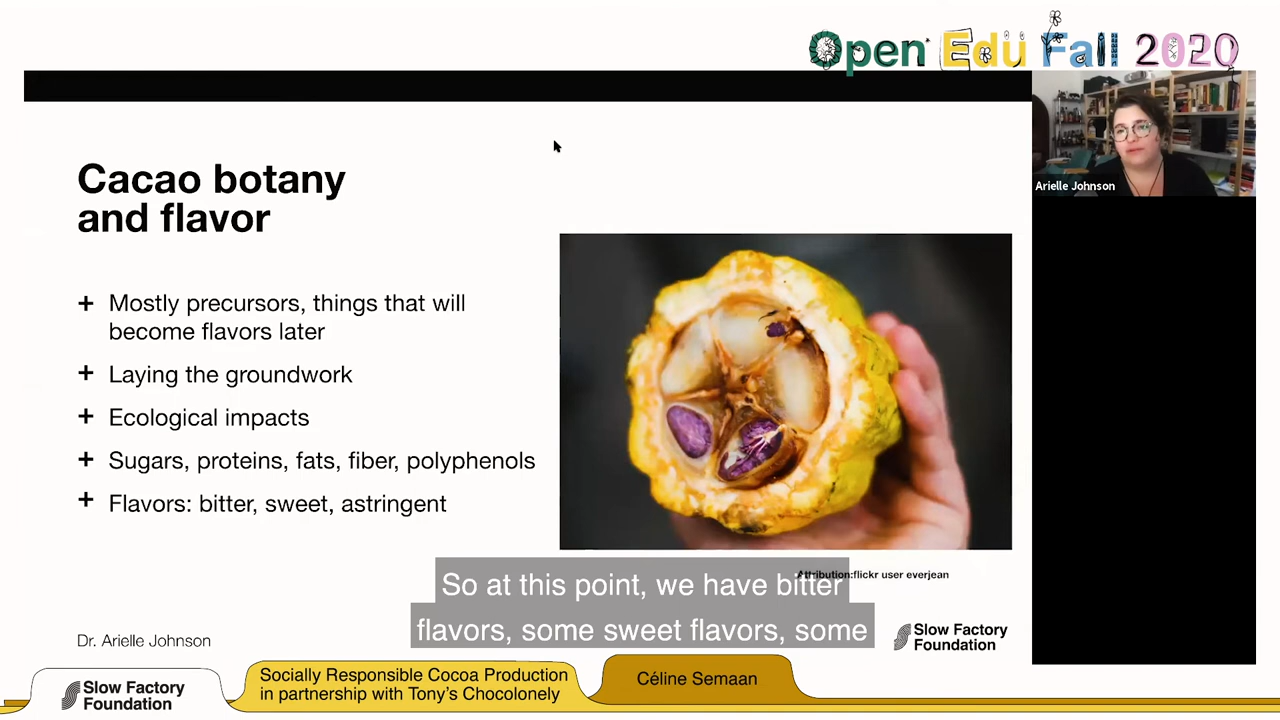 Open Edu Fall 2020
Arielle Johnson
Cacao botany
and flavor
+ Mostly precursors, things that will
become flavors later
+ Laying the groundwork
+ Ecological impacts
+ Sugars, proteins, fats, fiber, polyphenols
+ Flavors: bitter, sweet, astringent
Attribution:flickr user everjean
So at this point, we have bitter
flavors, some sweet flavors, some
Dr. Arielle Johnson
Slow Factory
Foundation
Slow Factory
Foundation
Socially Responsible Cocoa Production
in partnership with Tony's Chocolonely
Céline Semaan